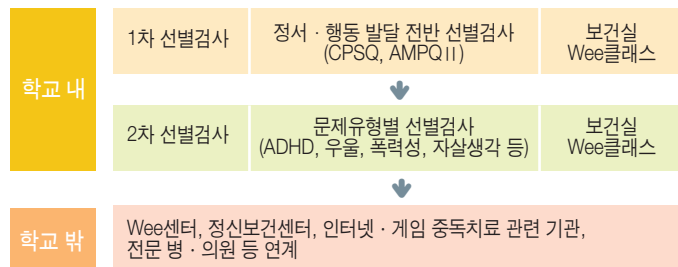 학교 내
1차 선별검사
정서 · 행동 발달 전반 선별검사
(CPSQ, AMPQⅡ)
보건실
Wee클래스
2차 선별검사
문제유형별 선별검사
(ADHD, 우울, 폭력성, 자살생각 등)
보건실
Wee클래스
학교 밖
Wee센터, 정신보건센터, 인터넷 · 게임 중독치료 관련 기관,
전문 병 · 의원 등 연계